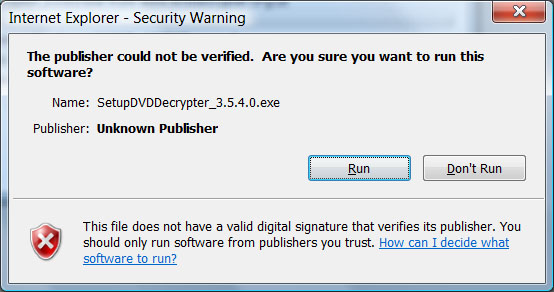 Internet Explorer - Security Warning
The publisher could not be verified.  Are you sure you want to run this
software?
Name: SetupDVDDecrypter_3.5.4.0.exe
Publisher: Unknown Publisher
Run Don't Run
This file does not have a valid digital signature that verifies its publisher. You
should only run software from publishers you trust. How can I decide what
software to run?